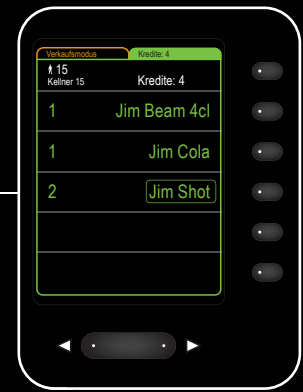 Verkaufsmodus Kredite: 4
15
Kellner 15 Kredite: 4
1 Jim Beam 4cl
1 Jim Cola
2 Jim Shot